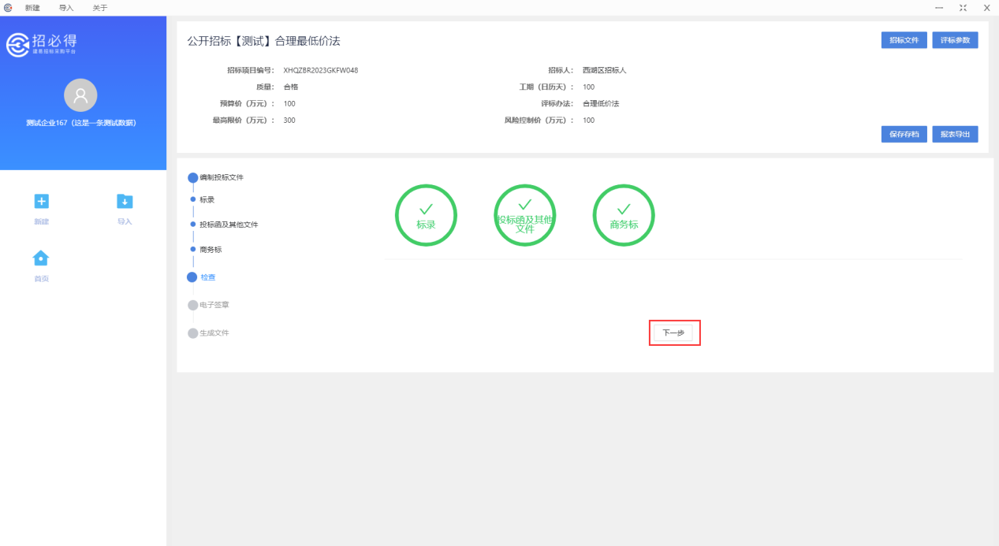 新建 导入 关于
招必得
建易招标采购平台
测试企业167（这是一条测试数据）
新建 导入
首页
公开招标【测试】合理最低价法
招标文件 评标参数
招标项目编号： XHQZBR2023GKFW048 招标人： 西湖区招标人
质量： 合格 工期（日历天）： 100
预算价（万元）： 100 评标办法： 合理低价法
最高限价（万元）： 300 风险控制价（万元）： 100
保存存档 报表导出
编制投标文件
标录
投标函及其他文件
商务标
检查
电子签章
生成文件
标录
投标函及其他
文件
商务标
下一步